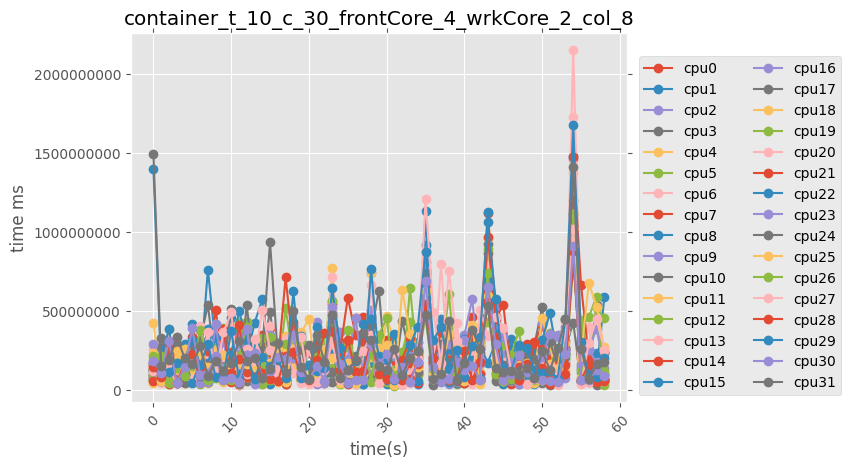 container_t_10_c_30_frontCore_4_wrkCore_2_col_8
2000000000
1500000000
1000000000
500000000
0
time ms
0 10 20 30 40 50 60
time(s)
cpu0 cpu16
cpu1 cpu17
cpu2 cpu18
cpu3 cpu19
cpu4 cpu20
cpu5 cpu21
cpu6 cpu22
cpu7 cpu23
cpu8 cpu24
cpu9 cpu25
cpu10 cpu26
cpu11 cpu27
cpu12 cpu28
cpu13 cpu29
cpu14 cpu30
cpu15 cpu31